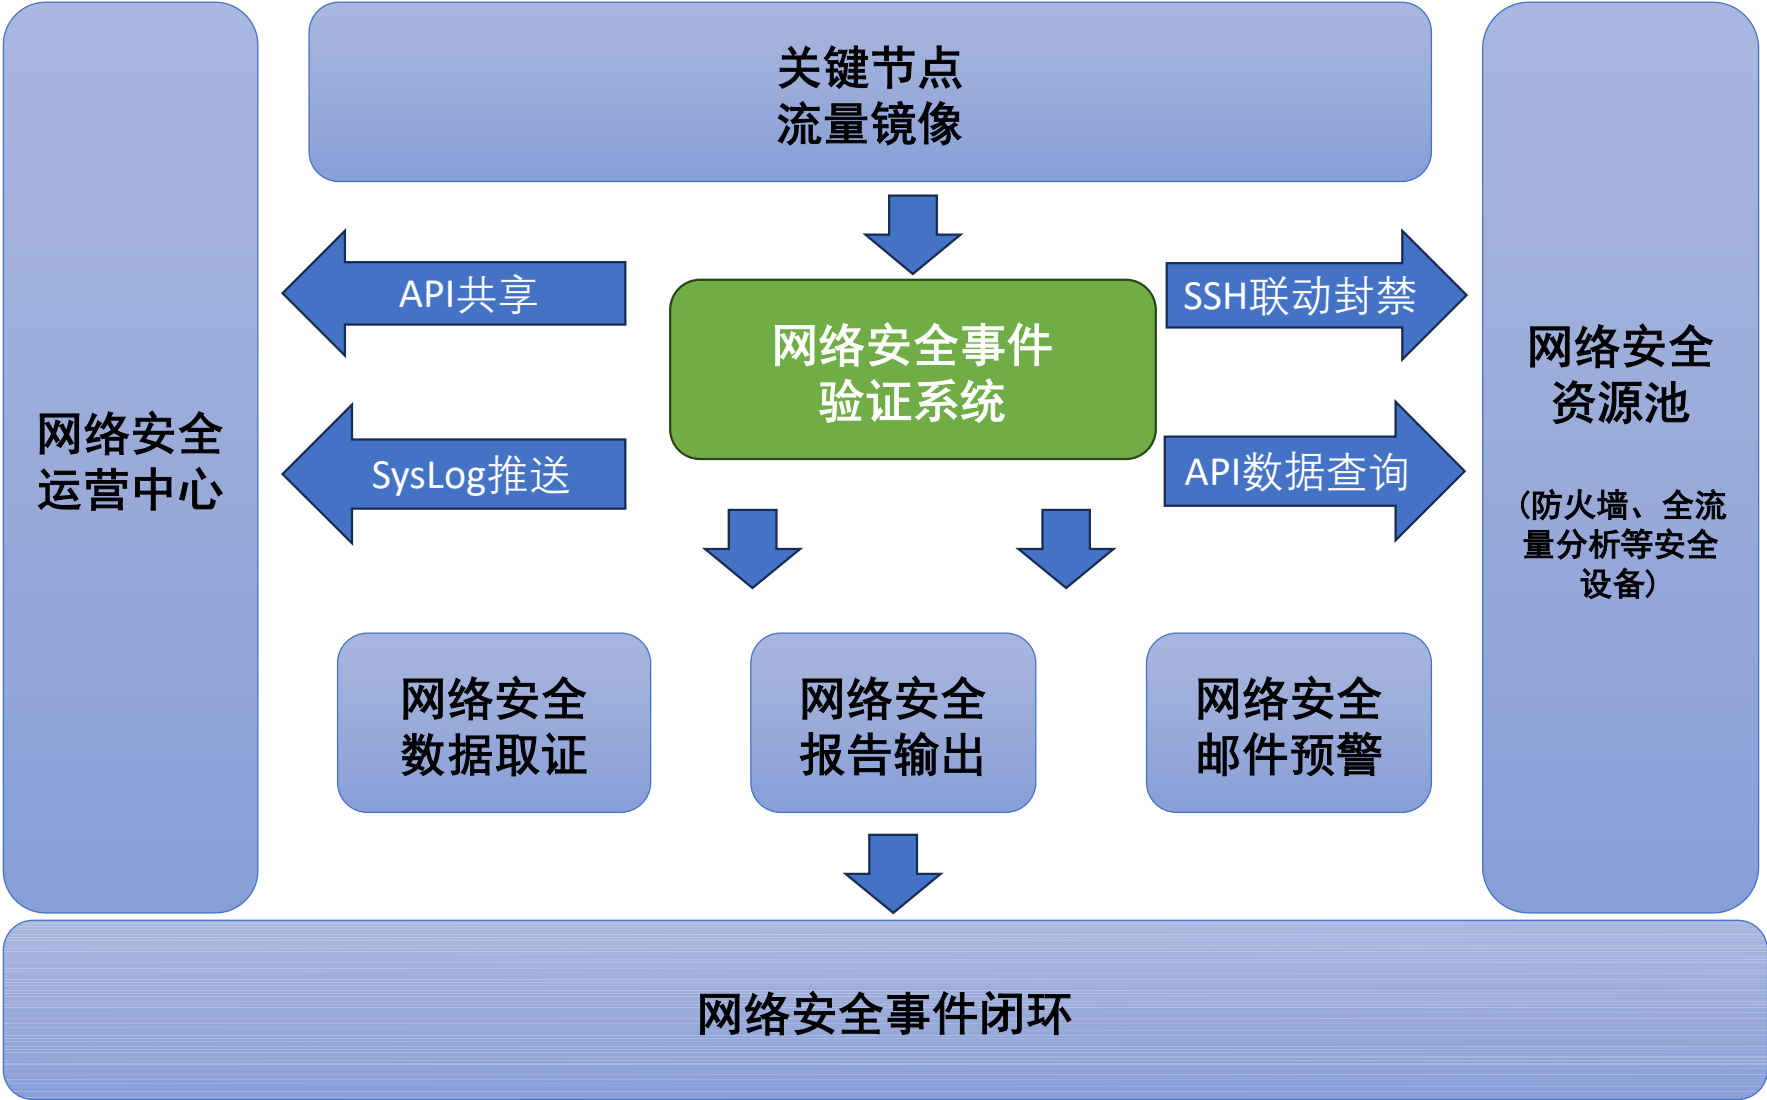 关键节点
流量镜像
API共享
SSH联动封禁
网络安全事件
验证系统
SysLog推送
API数据查询
网络安全
运营中心
网络安全
资源池
(防火墙、全流
量分析等安全
设备)
网络安全
数据取证
网络安全
报告输出
网络安全
邮件预警
网络安全事件闭环